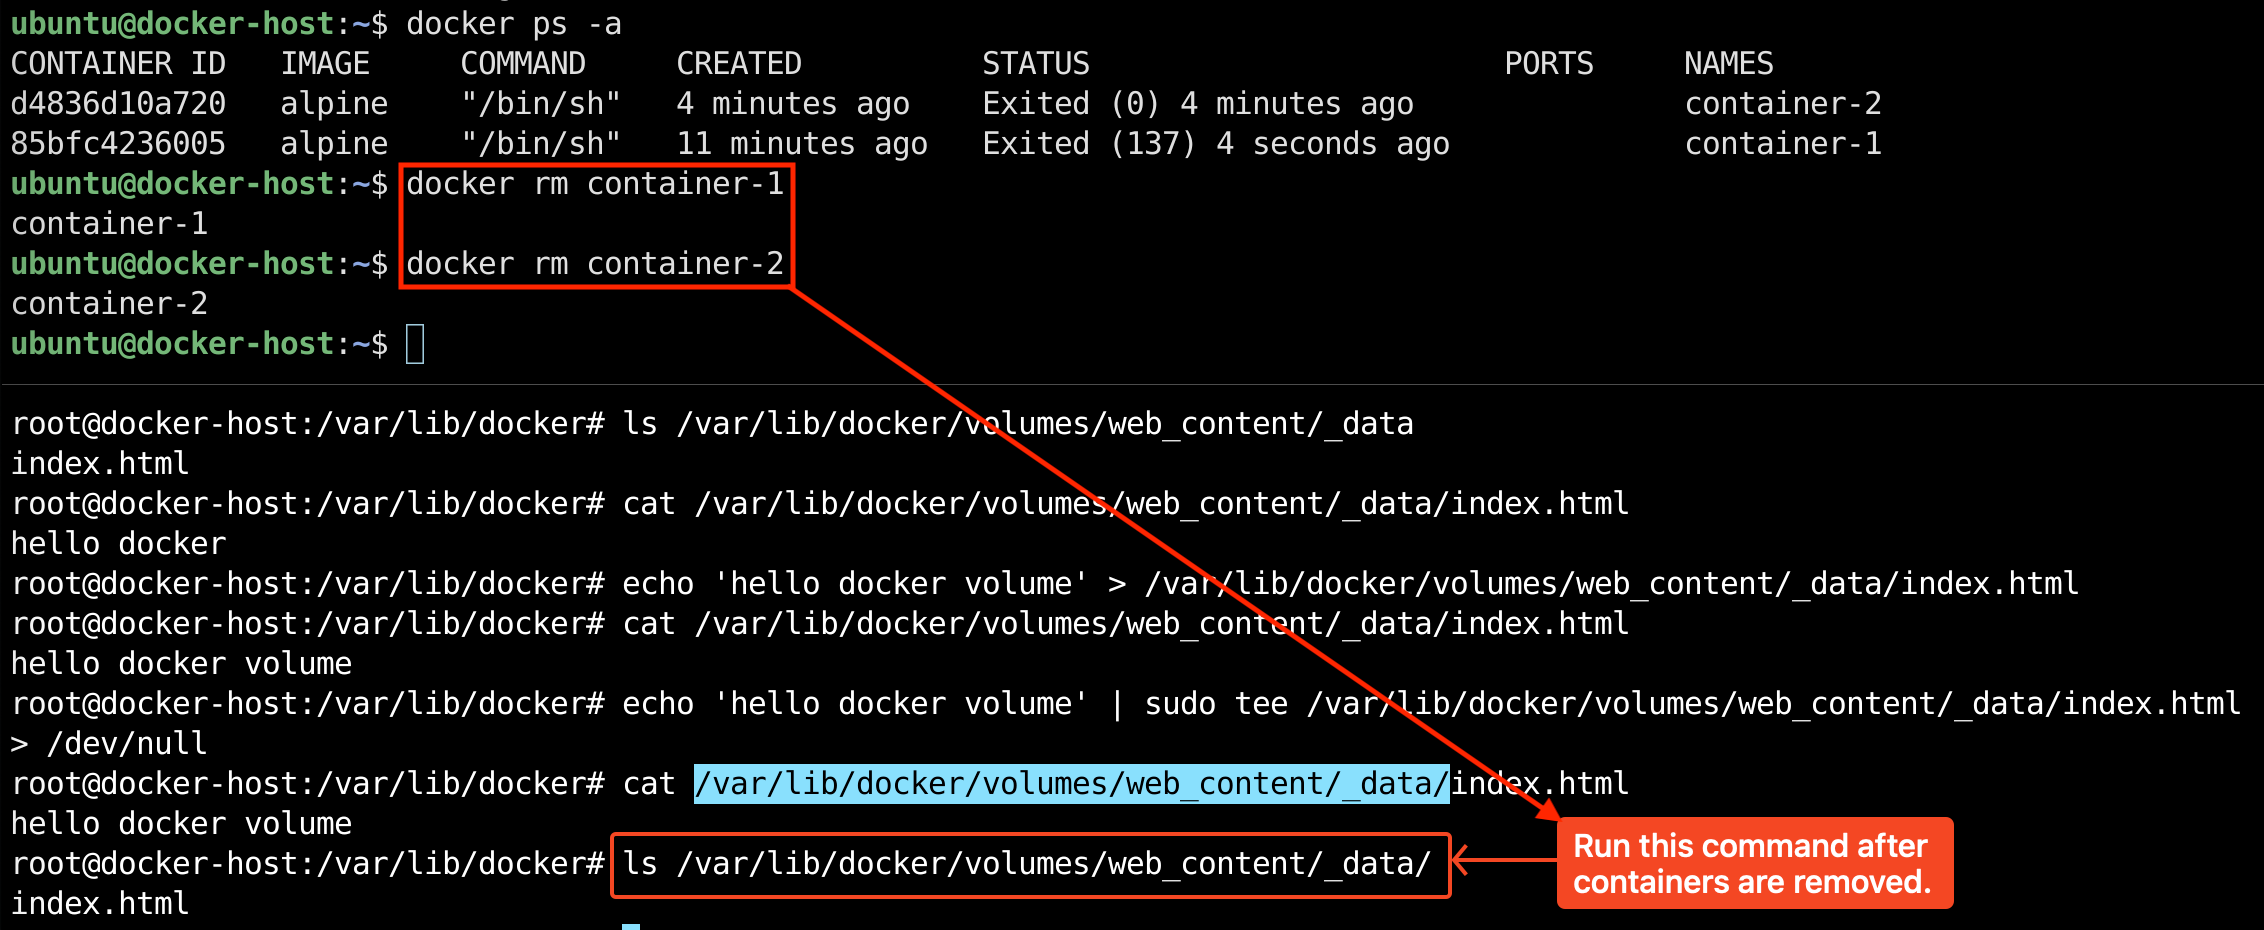 ubuntu@docker-host:~$ docker ps -a
CONTAINER ID   IMAGE     COMMAND     CREATED          STATUS                       PORTS     NAMES
d4836d10a720   alpine    "/bin/sh"   4 minutes ago    Exited (0) 4 minutes ago               container-2
85bfc4236005   alpine    "/bin/sh"   11 minutes ago   Exited (137) 4 seconds ago             container-1
ubuntu@docker-host:~$ docker rm container-1
container-1
ubuntu@docker-host:~$ docker rm container-2
container-2
ubuntu@docker-host:~$
root@docker-host:/var/lib/docker# ls /var/lib/docker/volumes/web_content/_data
index.html
root@docker-host:/var/lib/docker# cat /var/lib/docker/volumes/web_content/_data/index.html
hello docker
root@docker-host:/var/lib/docker# echo 'hello docker volume' > /var/lib/docker/volumes/web_content/_data/index.html
root@docker-host:/var/lib/docker# cat /var/lib/docker/volumes/web_content/_data/index.html
hello docker volume
root@docker-host:/var/lib/docker# echo 'hello docker volume' | sudo tee /var/lib/docker/volumes/web_content/_data/index.html
> /dev/null
root@docker-host:/var/lib/docker# cat /var/lib/docker/volumes/web_content/_data/index.html
hello docker volume
root@docker-host:/var/lib/docker# ls /var/lib/docker/volumes/web_content/_data/
index.html
Run this command after
containers are removed.